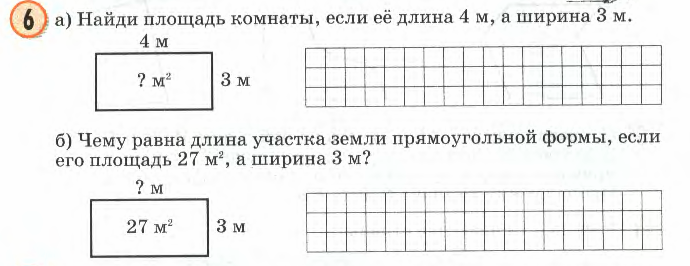 6 а) Найди площадь комнаты, если её длина 4 м, а ширина 3 м.
4 м
? м² 3 м
б) Чему равна длина участка земли прямоугольной формы, если
его площадь 27 м², а ширина 3 м?
? м
27 м² 3 м